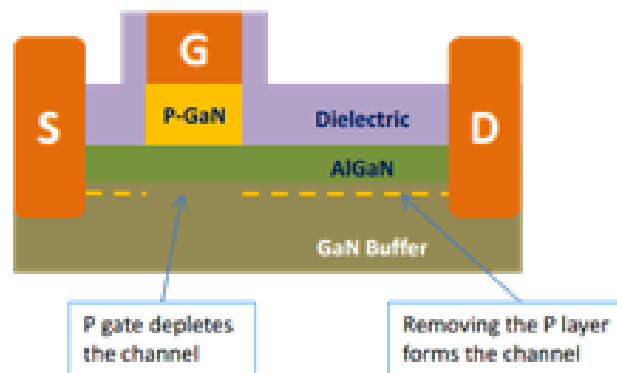 G
P-GaN
S
Dielectric
D
AlGaN
GaN Buffer
P gate depletes
the channel
Removing the P layer
forms the channel